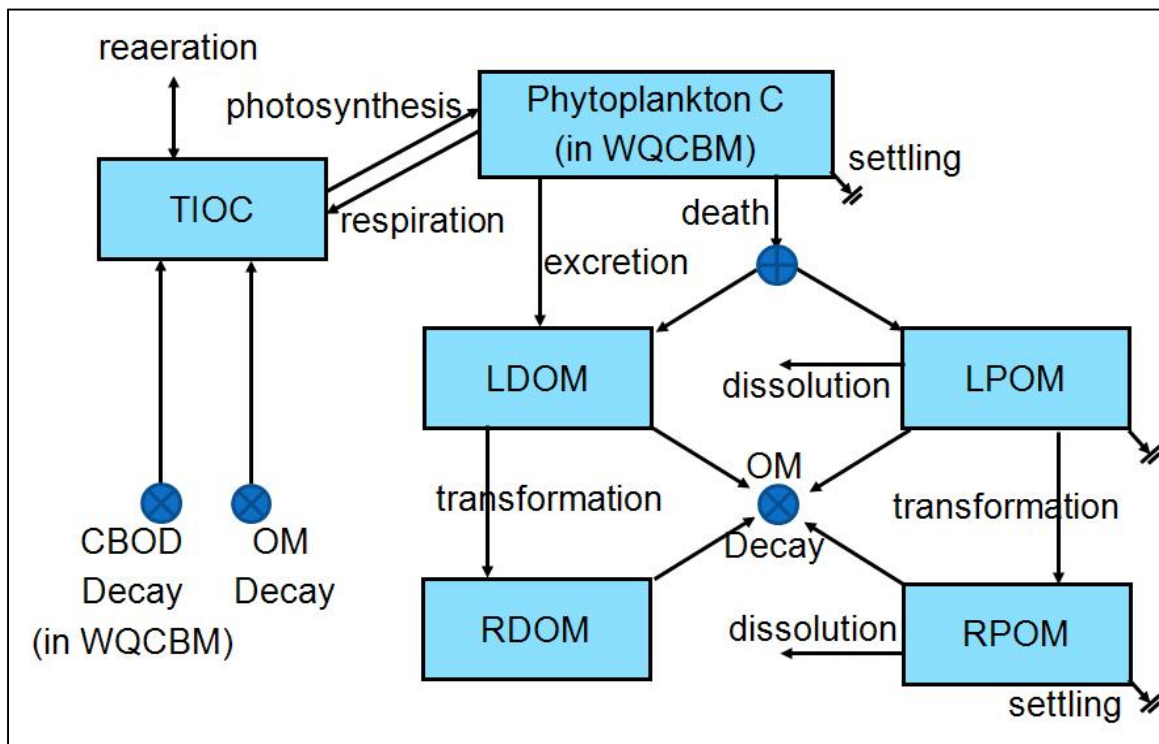 reaeration
photosynthesis
Phytoplankton C
(in WQCBM)
settling
TIOC
respiration
death
excretion
LDOM
dissolution
LPOM
OM
Decay
transformation
transformation
CBOD
Decay
(in WQCBM)
OM
Decay
RDOM
dissolution
RPOM
settling